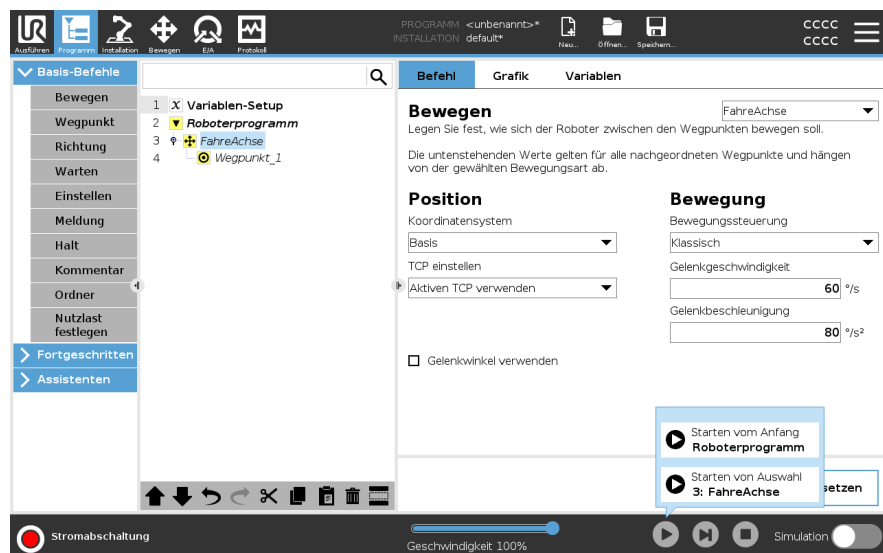 PROGRAMM <unbenannt>*
INSTALLATION default*
CCCC
CCCC
Ausführen Programm Installation Bewegen E/A Protokoll Neu... Öffnen... Speichern...
Basis-Befehle
Bewegen
Wegpunkt
Richtung
Warten
Einstellen
Meldung
Halt
Kommentar
Ordner
Nutzlast
festlegen
Fortgeschritten
Assistenten
1 X Variablen-Setup
2 Roboterprogramm
3 FahreAchse
4 Wegpunkt_1
Befehl Grafik Variablen
Bewegen FahreAchse
Legen Sie fest, wie sich der Roboter zwischen den Wegpunkten bewegen soll.
Die untenstehenden Werte gelten für alle nachgeordneten Wegpunkte und hängen
von der gewählten Bewegungsart ab.
Position
Koordinatensystem
Basis
TCP einstellen
Aktiven TCP verwenden
Gelenkwinkel verwenden
Bewegung
Bewegungssteuerung
Klassisch
Gelenkgeschwindigkeit
60 °/s
Gelenkbeschleunigung
80 °/s²
Starten vom Anfang
Roboterprogramm
Starten von Auswahl
3: FahreAchse
setzen
Stromabschaltung
Geschwindigkeit 100%
Simulation